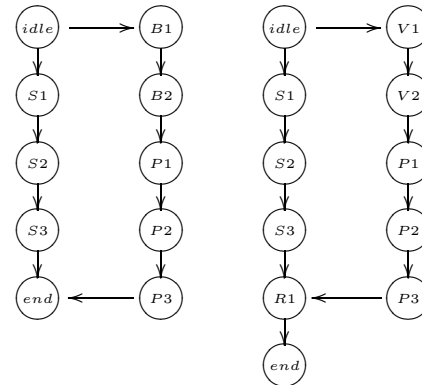 idle B1 idle V1
S1 B2 S1 V2
S2 P1 S2 P1
S3 P2 S3 P2
end P3 R1 P3
end